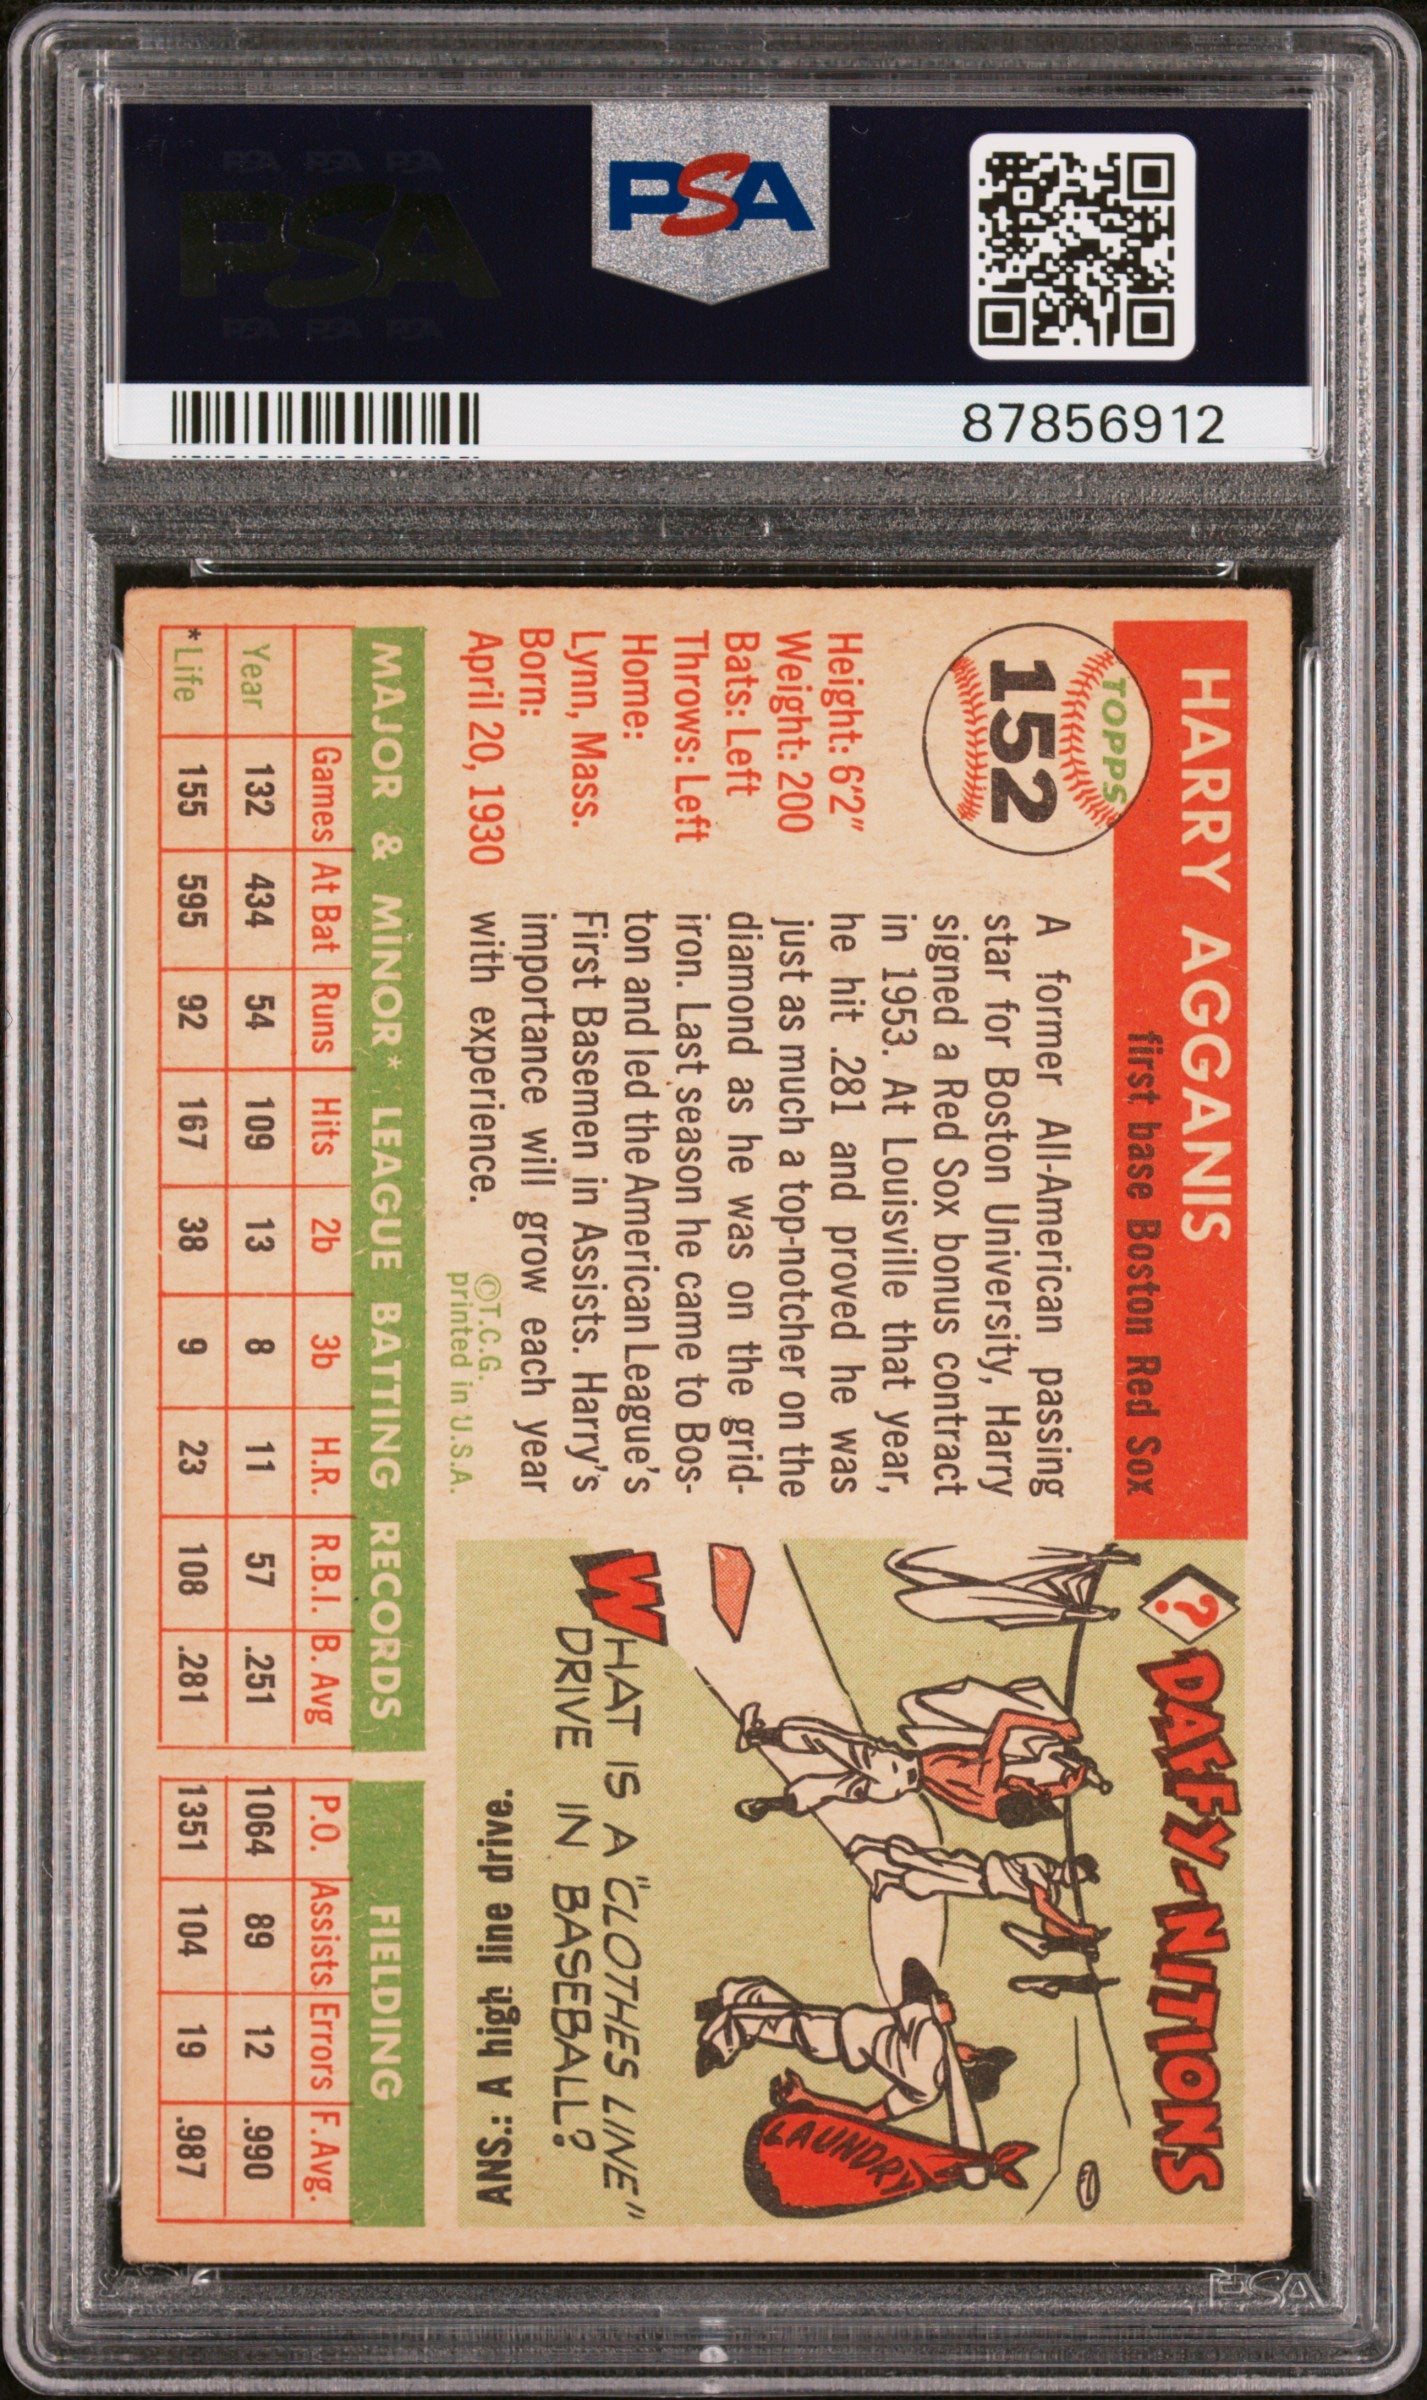 PSA PSA PSA
PSA
PSA PSA PSA
PSA
87856912
HARRY AGGANIS
first base Boston Red Sox
TOPPS
152
Height: 6'2"
Weight: 200
Bats: Left
Throws: Left
Home:
Lynn, Mass.
Born:
April 20, 1930
A former All-American passing
star for Boston University, Harry
signed a Red Sox bonus contract
in 1953. At Louisville that year,
he hit .281 and proved he was
just as much a top-notcher on the
diamond as he was on the grid-
iron. Last season he came to Bos-
ton and led the American League's
First Basemen in Assists. Harry's
importance will grow each year
with experience.
©T.C.G.
printed in U.S.A.
? DAFFY-NITIONS
LAUNDRY
WHAT IS A "CLOTHES LINE"
DRIVE IN BASEBALL?
ANS.: A high line drive.
MAJOR & MINOR* LEAGUE BATTING RECORDS
FIELDING
Games At Bat Runs Hits 2b 3b H.R. R.B.I. B. Avg P.O. Assists Errors F. Avg.
Year 132 434 54 109 13 8 11 57 .251 1064 89 12 .990
*Life 155 595 92 167 38 9 23 108 .281 1351 104 19 .987
PSA